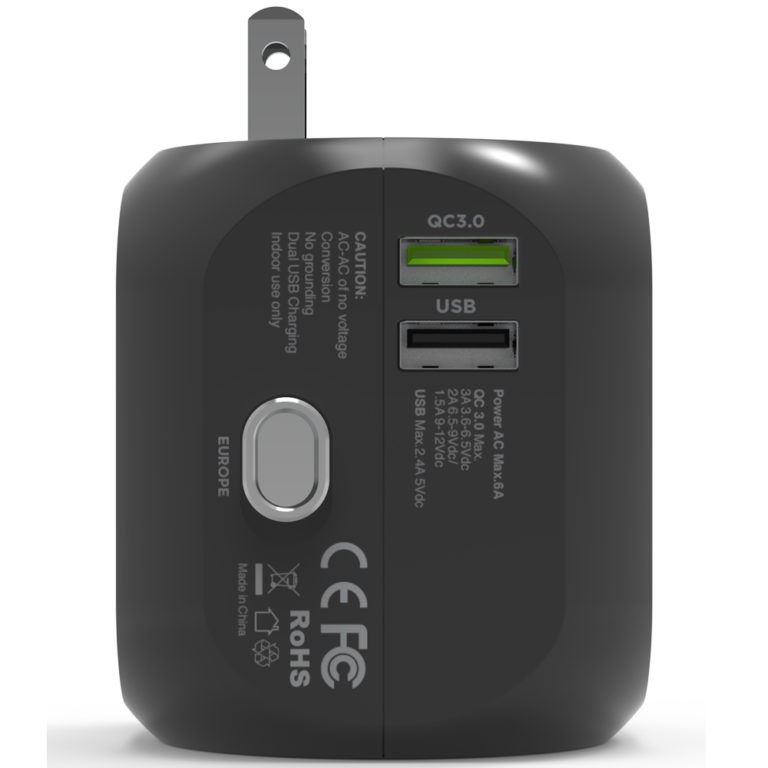 QC3.0
USB
CAUTION:
AC-AC of no voltage
Conversion
No grounding
Dual USB Charging
Indoor use only
Power AC Max.6A
QC 3.0 Max.
3A 3.6-6.5Vdc
2A 6.5-9Vdc/
1.5A 9-12Vdc
USB Max.2.4A 5Vdc
EUROPE
CE FC
RoHS
Made in China